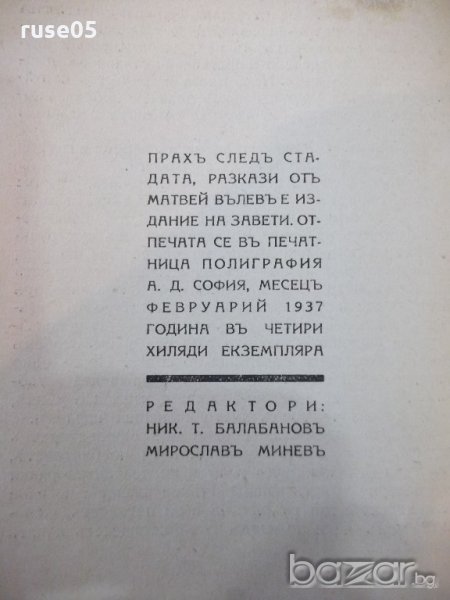 ruse05
ПРАХЪ СЛЕДЪ СТА-
ДАТА, РАЗКАЗИ ОТЪ
МАТВЕЙ ВЪЛЕВЪ Е ИЗ-
ДАНИЕ НА ЗАВЕТИ. ОТ-
ПЕЧАТА СЕ ВЪ ПЕЧАТ-
НИЦА ПОЛИГРАФИЯ
А. Д. СОФИЯ, МЕСЕЦЪ
ФЕВРУАРИЙ 1937
ГОДИНА ВЪ ЧЕТИРИ
ХИЛЯДИ ЕКЗЕМПЛЯРА
РЕДАКТОРИ:
НИК. Т. БАЛАБАНОВЪ
МИРОСЛАВЪ МИНЕВЪ
bazar.bg